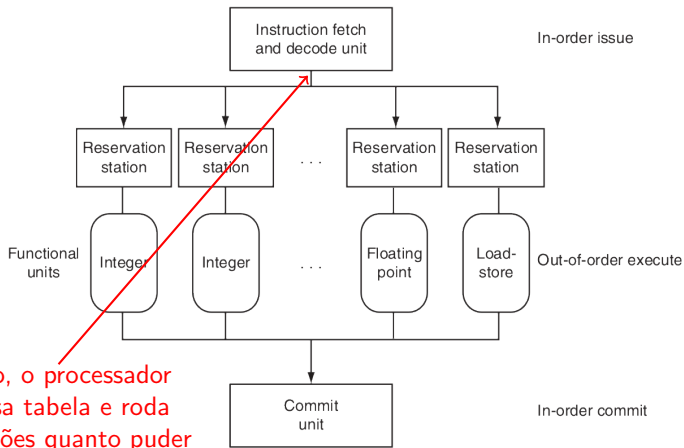 Instruction fetch
and decode unit
In-order issue
Reservation
station
Reservation
station
. . .
Reservation
station
Reservation
station
Functional
units
Integer
Integer
. . .
Floating
point
Load-
store
Out-of-order execute
o, o processador
sa tabela e roda
ões quanto puder
Commit
unit
In-order commit